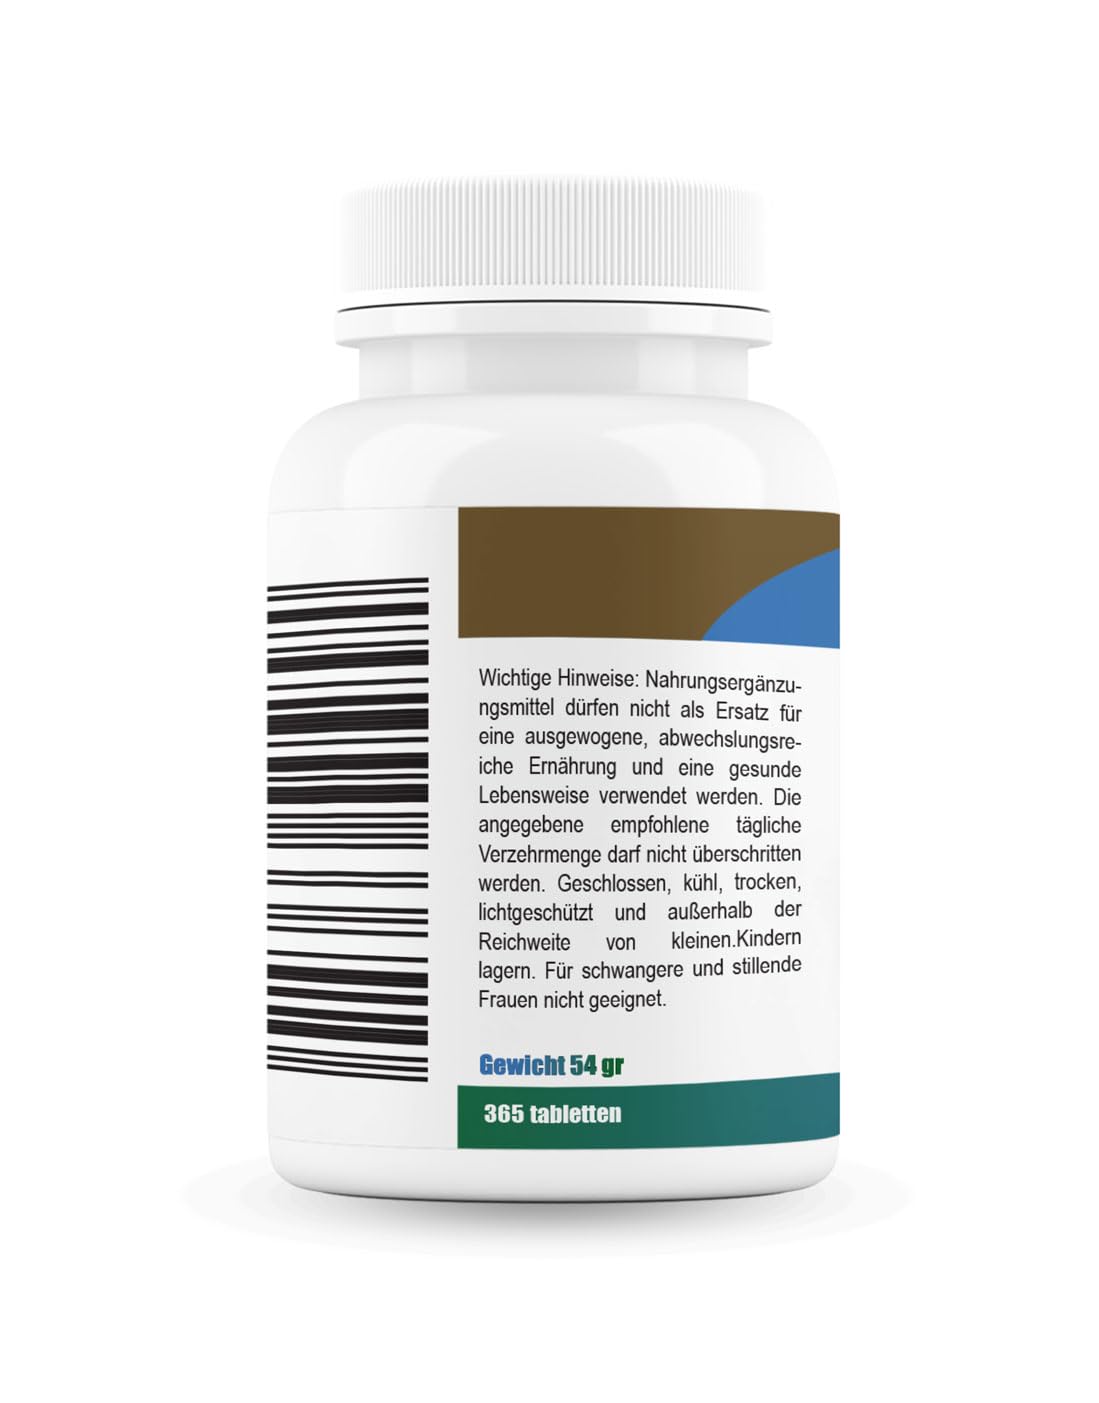 Wichtige Hinweise: Nahrungsergänzu-
ngsmittel dürfen nicht als Ersatz für
eine ausgewogene, abwechslungsre-
iche Ernährung und eine gesunde
Lebensweise verwendet werden. Die
angegebene empfohlene tägliche
Verzehrmenge darf nicht überschritten
werden. Geschlossen, kühl, trocken,
lichtgeschützt und außerhalb der
Reichweite von kleinen.Kindern
lagern. Für schwangere und stillende
Frauen nicht geeignet.
Gewicht 54 gr
365 tabletten